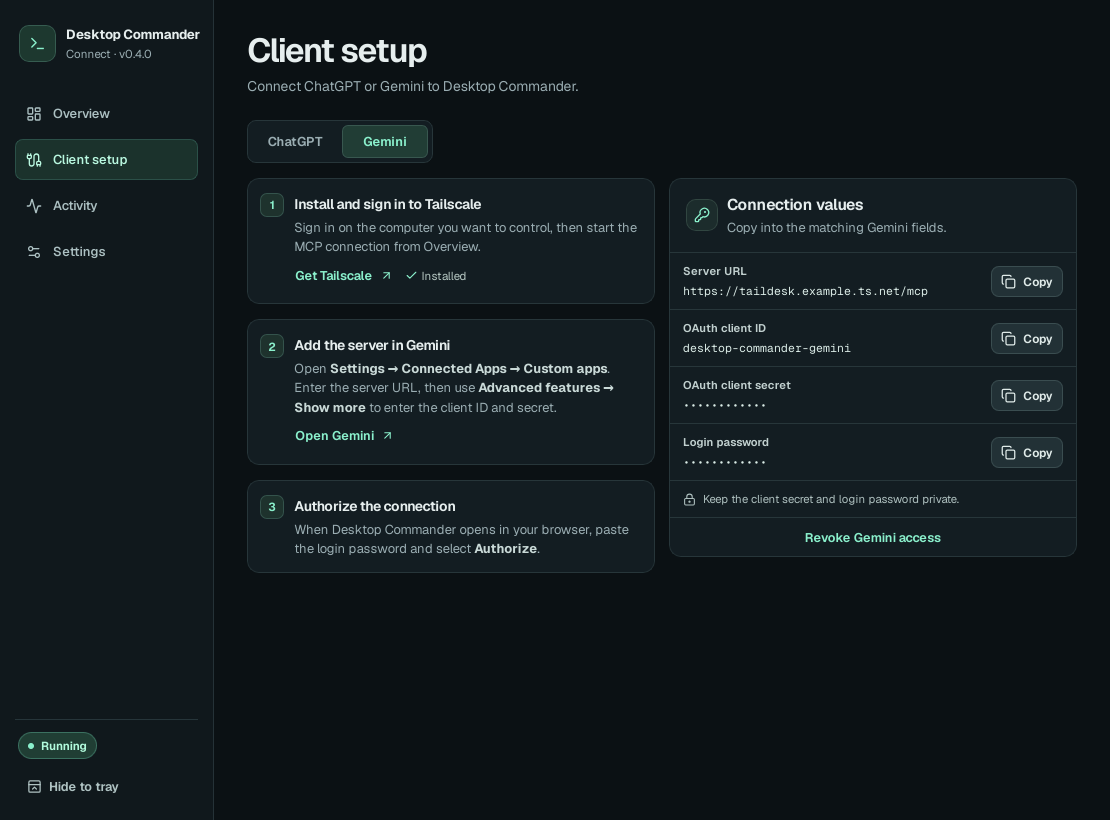 Desktop Commander
Connect · v0.4.0
Overview
Client setup
Activity
Settings
Running
Hide to tray
Client setup
Connect ChatGPT or Gemini to Desktop Commander.
ChatGPT
Gemini
1
Install and sign in to Tailscale
Sign in on the computer you want to control, then start the
MCP connection from Overview.
Get Tailscale ↗ ✓ Installed
2
Add the server in Gemini
Open Settings → Connected Apps → Custom apps.
Enter the server URL, then use Advanced features →
Show more to enter the client ID and secret.
Open Gemini ↗
3
Authorize the connection
When Desktop Commander opens in your browser, paste
the login password and select Authorize.
Connection values
Copy into the matching Gemini fields.
Server URL
https://taildesk.example.ts.net/mcp
Copy
OAuth client ID
desktop-commander-gemini
Copy
OAuth client secret
••••••••••••
Copy
Login password
••••••••••••
Copy
Keep the client secret and login password private.
Revoke Gemini access